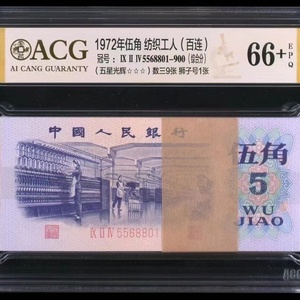 ACG
AI CANG GUARANTY
1972年伍角 纺织工人（百连）
冠号：IX II IV 5568801-900 (综合分)
（五星光辉☆☆☆）数三9张 狮子号1张
66+
EPQ
中國人民銀行
伍角
5
WU
JIAO
IX II IV 5568801